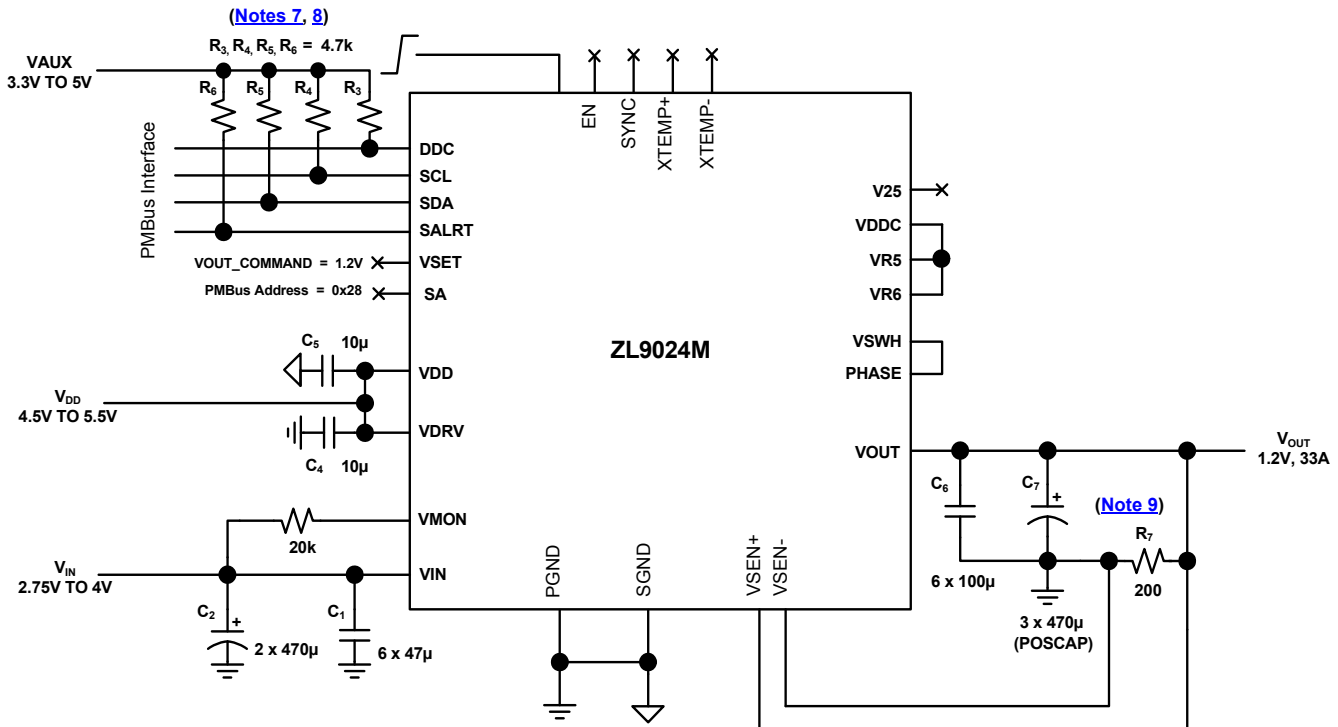 (Notes 7, 8)
R3, R4, R5, R6 = 4.7k
VAUX
3.3V TO 5V
R6
R5
R4
R3
PMBus Interface
DDC
SCL
SDA
SALRT
VOUT_COMMAND = 1.2V
VSET
PMBus Address = 0x28
SA
EN
SYNC
XTEMP+
XTEMP-
V25
VDDC
VR5
VR6
VSWH
PHASE
ZL9024M
C5
10µ
VDD
VDD
4.5V TO 5.5V
VDRV
C4
10µ
VOUT
VOUT
1.2V, 33A
C6
C7
+
(Note 9)
R7
200
6 x 100µ
3 x 470µ
(POSCAP)
VMON
20k
VIN
2.75V TO 4V
VIN
C2
+
2 x 470µ
C1
6 x 47µ
PGND
SGND
VSEN+
VSEN-